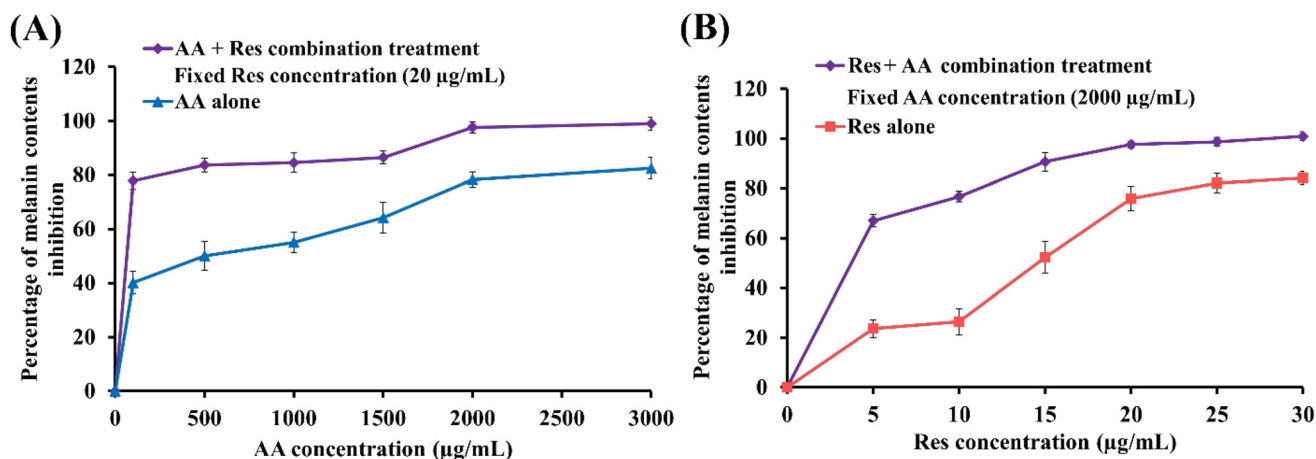 (A)
AA + Res combination treatment
Fixed Res concentration (20 µg/mL)
AA alone
Percentage of melanin contents
inhibition
120
100
80
60
40
20
0
0 500 1000 1500 2000 2500 3000
AA concentration (µg/mL)
(B)
Res+ AA combination treatment
Fixed AA concentration (2000 µg/mL)
Res alone
Percentage of melanin contents
inhibition
120
100
80
60
40
20
0
0 5 10 15 20 25 30
Res concentration (µg/mL)